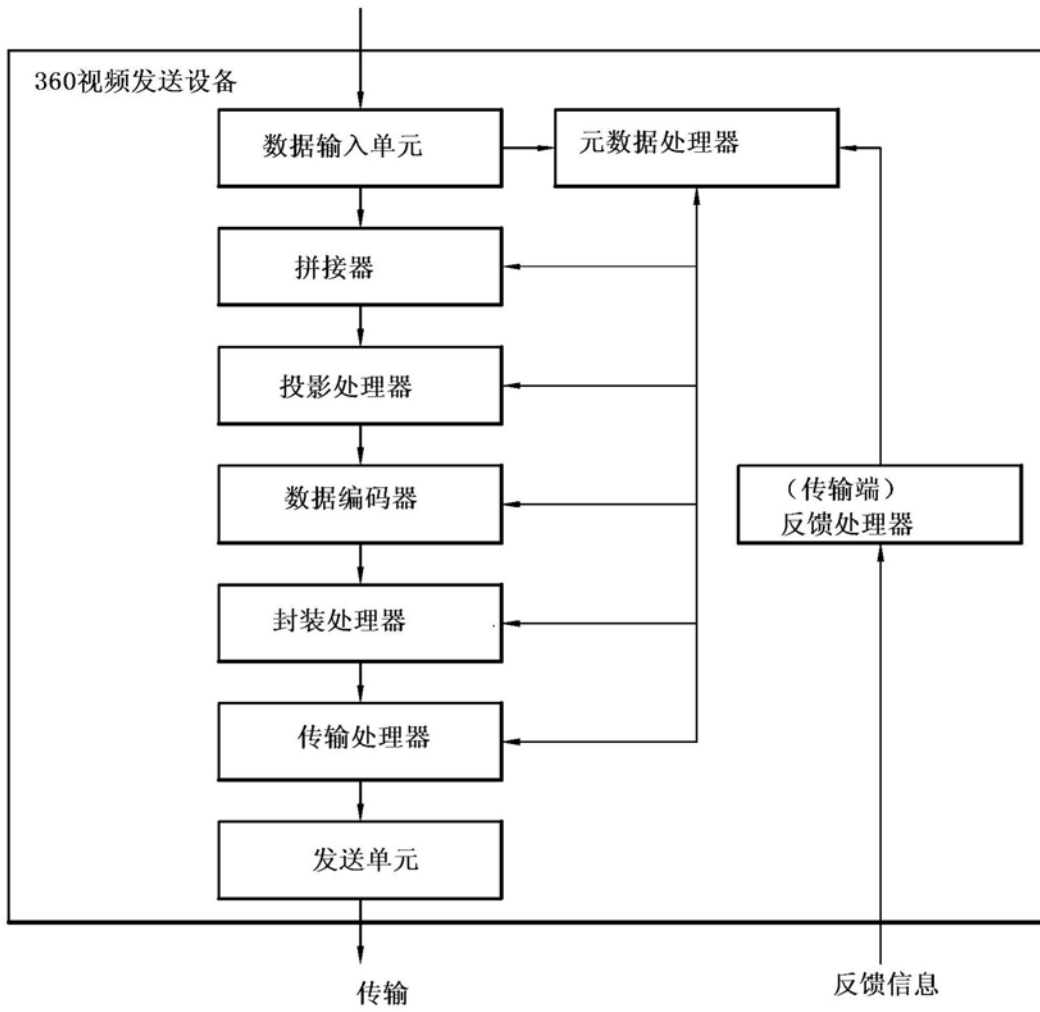 360视频发送设备
数据输入单元
元数据处理器
拼接器
投影处理器
数据编码器
（传输端）
反馈处理器
封装处理器
传输处理器
发送单元
传输
反馈信息